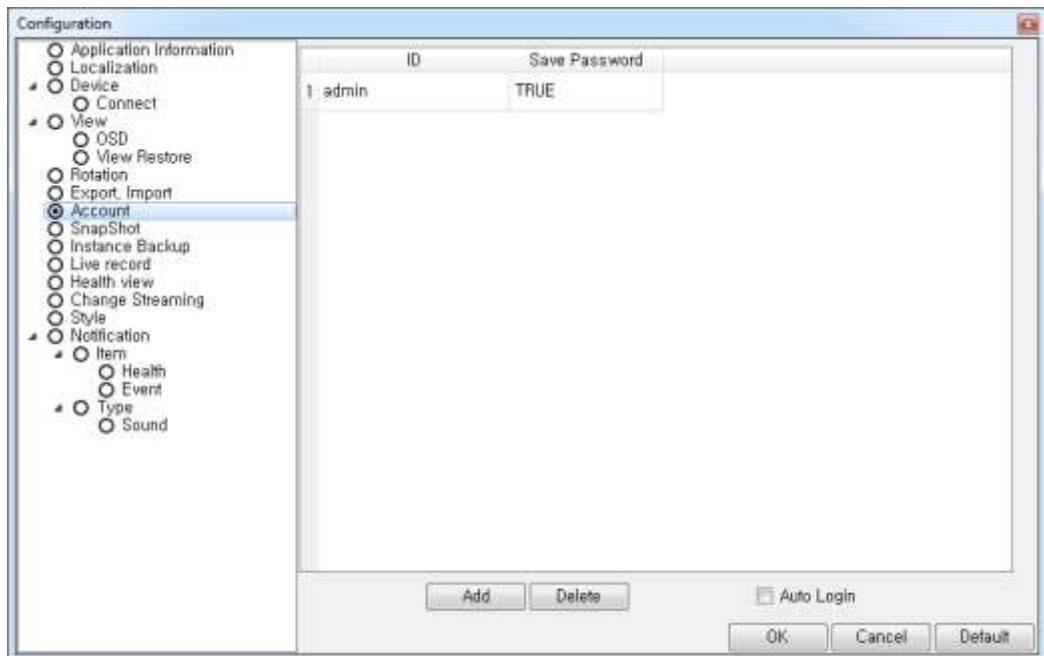 Configuration
Application Information
Localization
Device
Connect
View
OSD
View Restore
Rotation
Export, Import
Account
SnapShot
Instance Backup
Live record
Health view
Change Streaming
Style
Notification
Item
Health
Event
Type
Sound
ID Save Password
1 admin TRUE
Add Delete Auto Login
OK Cancel Default